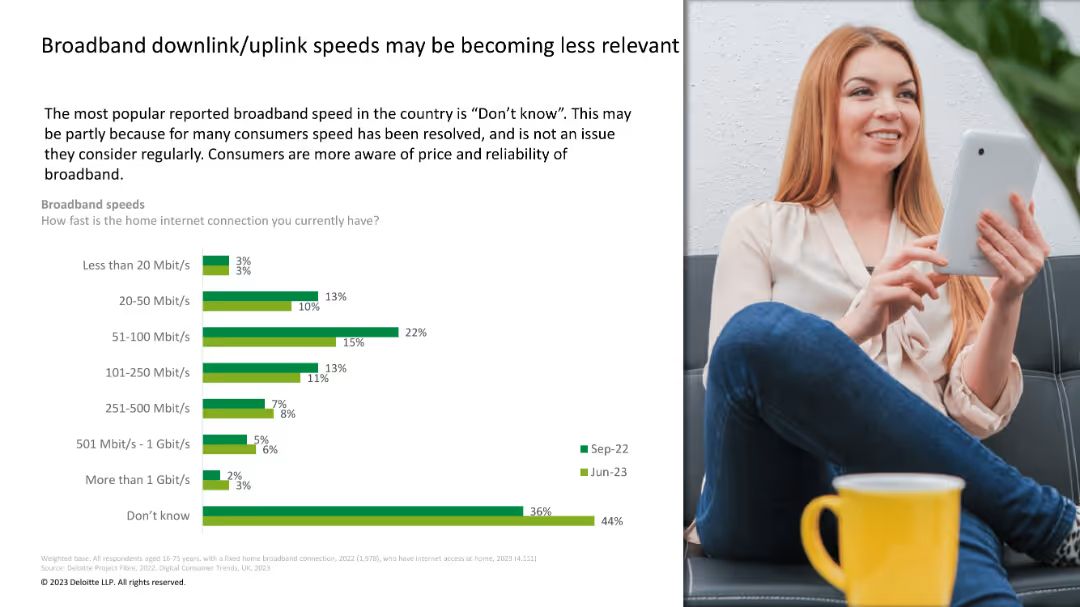 Broadband downlink/uplink speeds may be becoming less relevant
The most popular reported broadband speed in the country is “Don’t know”. This may
be partly because for many consumers speed has been resolved, and is not an issue
they consider regularly. Consumers are more aware of price and reliability of
broadband.
Broadband speeds
How fast is the home internet connection you currently have?
Less than 20 Mbit/s 3% 3%
20-50 Mbit/s 13% 10%
51-100 Mbit/s 22% 15%
101-250 Mbit/s 13% 11%
251-500 Mbit/s 7% 8%
501 Mbit/s - 1 Gbit/s 5% 6%
More than 1 Gbit/s 2% 3%
Don’t know 36% 44%
Sep-22
Jun-23
Weighted base: All respondents aged 16-75 years, with a fixed home broadband connection, 2022 (1,978), who have internet access at home, 2023
Source: Deloitte Project Fibre, 2022, Digital Consumer Trends, UK, 2023
© 2023 Deloitte LLP. All rights reserved.